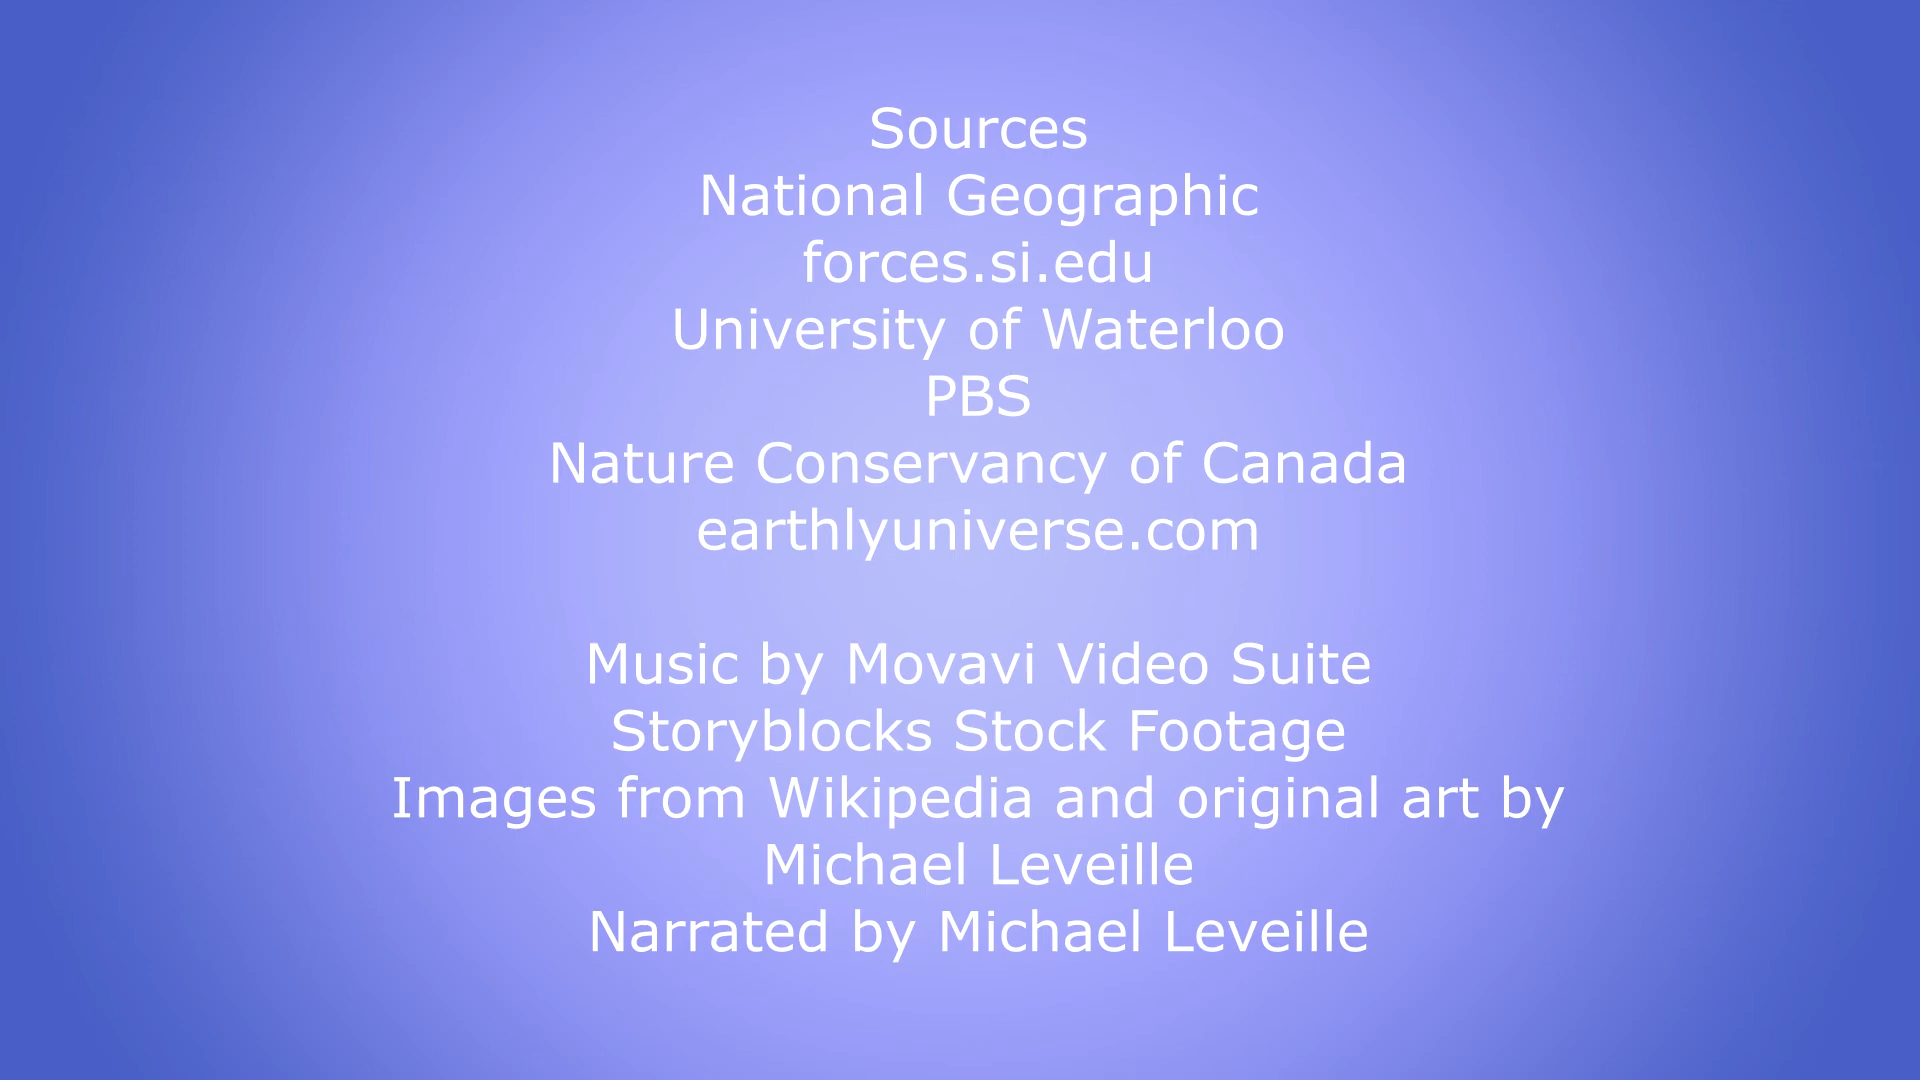 Sources
National Geographic
forces.si.edu
University of Waterloo
PBS
Nature Conservancy of Canada
earthlyuniverse.com
Music by Movavi Video Suite
Storyblocks Stock Footage
Images from Wikipedia and original art by
Michael Leveille
Narrated by Michael Leveille